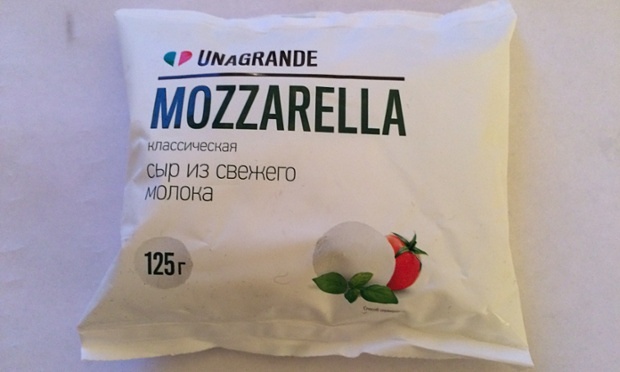 UNAGRANDE
MOZZARELLA
классическая
сыр из свежего
молока
125 г